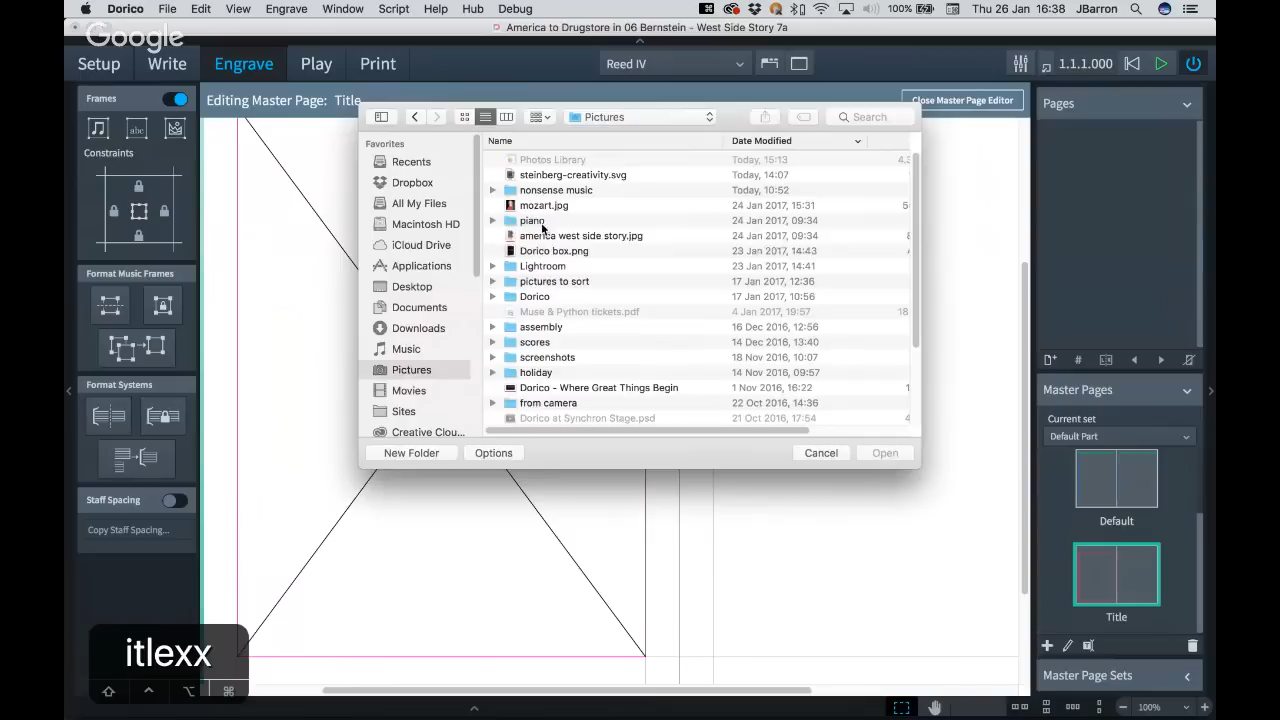 Dorico File Edit View Engrave Window Script Help Hub Debug 100% Thu 26 Jan 16:38 JBarron
America to Drugstore in 06 Bernstein - West Side Story 7a
Google
Setup Write Engrave Play Print Reed IV 1.1.1.000
Frames
abc
Constraints
Format Music Frames
Format Systems
Staff Spacing
Copy Staff Spacing...
Editing Master Page: Title
Close Master Page Editor
Pictures
Search
Favorites
Recents
Dropbox
All My Files
Macintosh HD
iCloud Drive
Applications
Desktop
Documents
Downloads
Music
Pictures
Movies
Sites
Creative Clou...
Name Date Modified
Photos Library Today, 15:13 4.3
steinberg-creativity.svg Today, 14:07
nonsense music Today, 10:52
mozart.jpg 24 Jan 2017, 15:31
piano 24 Jan 2017, 09:34
america west side story.jpg 24 Jan 2017, 09:34
Dorico box.png 23 Jan 2017, 14:43
Lightroom 23 Jan 2017, 14:41
pictures to sort 17 Jan 2017, 12:36
Dorico 17 Jan 2017, 10:56
Muse & Python tickets.pdf 4 Jan 2017, 17:57 18
assembly 16 Dec 2016, 12:56
scores 14 Dec 2016, 13:40
screenshots 18 Nov 2016, 10:07
holiday 14 Nov 2016, 09:57
Dorico - Where Great Things Begin 1 Nov 2016, 16:22 1
from camera 22 Oct 2016, 14:36
Dorico at Synchron Stage.psd 21 Oct 2016, 17:54 4
New Folder Options Cancel Open
Pages
#
Master Pages
Current set
Default Part
Default
Title
Master Page Sets
100%
itlexx